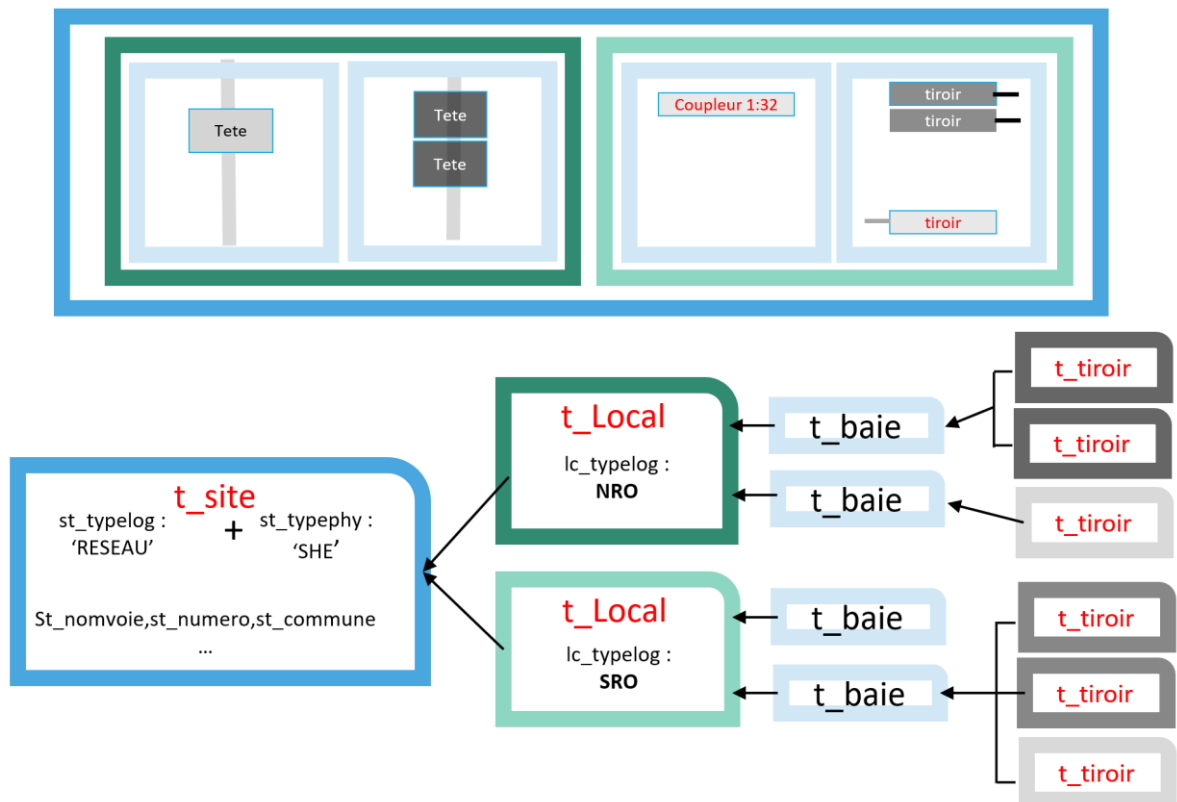 Tete
Tete
Tete
Coupleur 1:32
tiroir
tiroir
tiroir
t_site
st_typelog :
‘RESEAU’
+
st_typephy :
‘SHE’
St_nomvoie,st_numero,st_commune
...
t_Local
lc_typelog :
NRO
t_baie
t_baie
t_tiroir
t_tiroir
t_tiroir
t_Local
lc_typelog :
SRO
t_baie
t_baie
t_tiroir
t_tiroir
t_tiroir